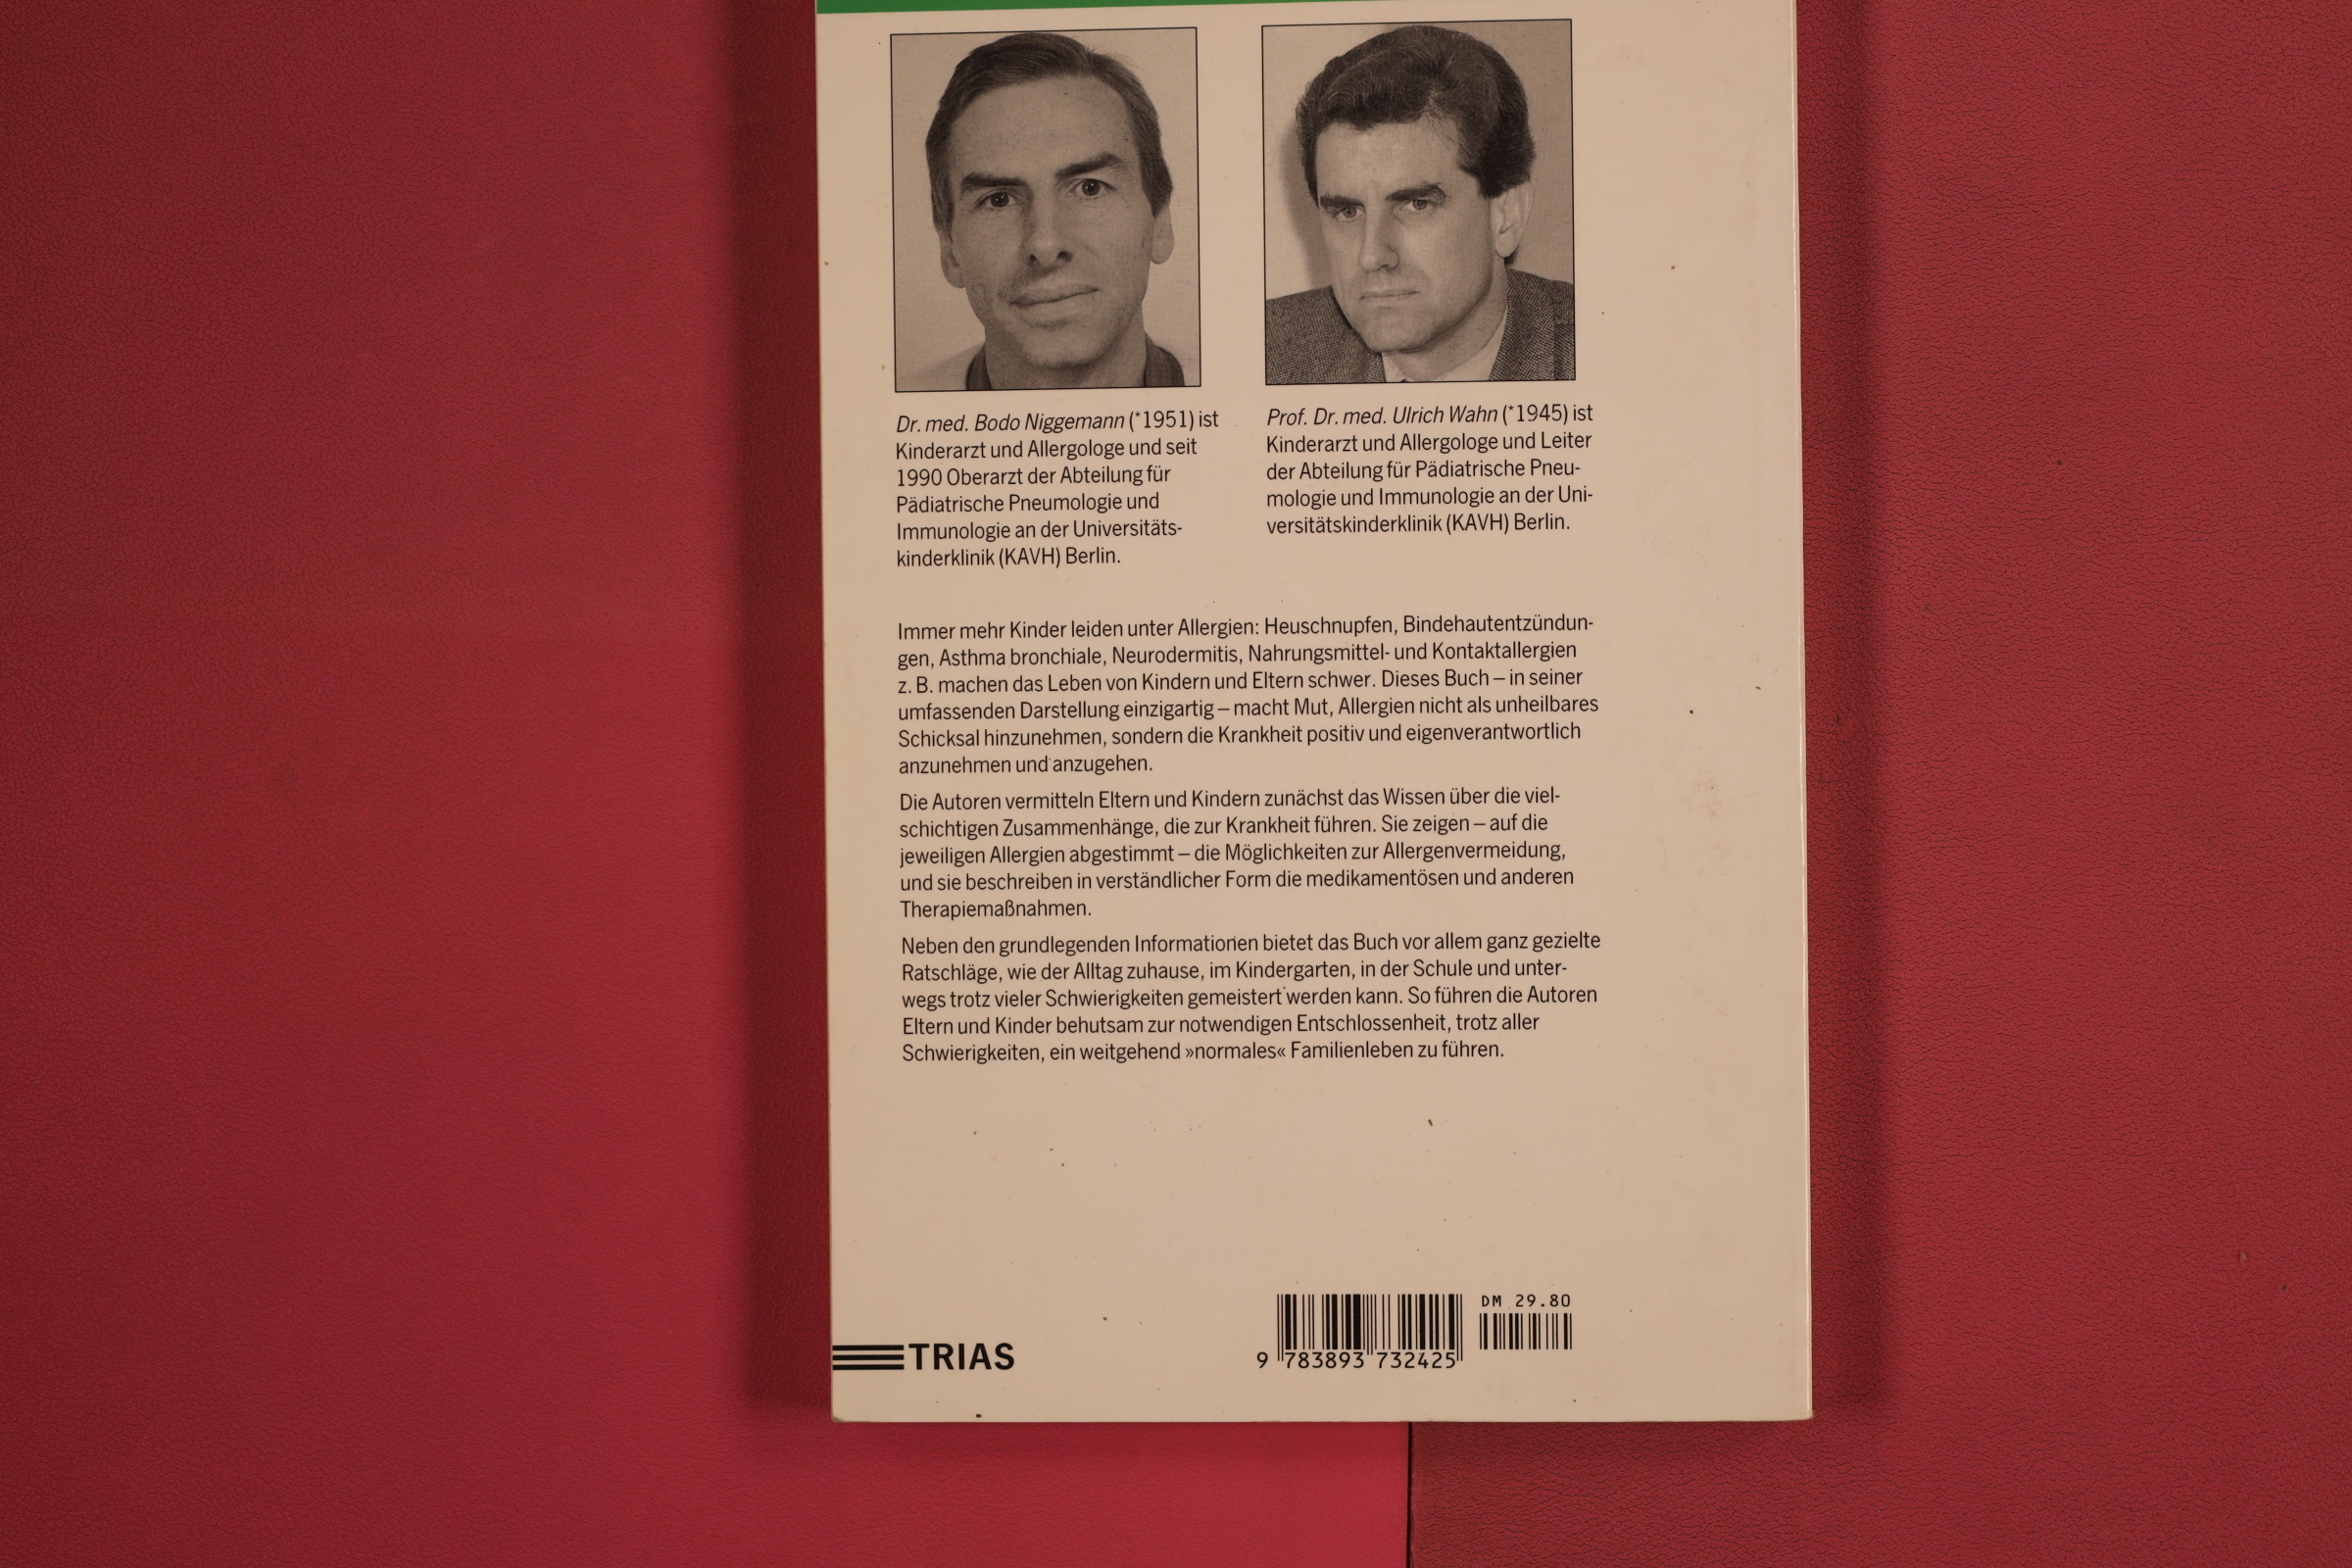 Dr. med. Bodo Niggemann (*1951) ist
Kinderarzt und Allergologe und seit
1990 Oberarzt der Abteilung für
Pädiatrische Pneumologie und
Immunologie an der Universitäts-
kinderklinik (KAVH) Berlin.
Prof. Dr. med. Ulrich Wahn (*1945) ist
Kinderarzt und Allergologe und Leiter
der Abteilung für Pädiatrische Pneu-
mologie und Immunologie an der Uni-
versitätskinderklinik (KAVH) Berlin.
Immer mehr Kinder leiden unter Allergien: Heuschnupfen, Bindehautentzündun-
gen, Asthma bronchiale, Neurodermitis, Nahrungsmittel- und Kontaktallergien
z. B. machen das Leben von Kindern und Eltern schwer. Dieses Buch – in seiner
umfassenden Darstellung einzigartig – macht Mut, Allergien nicht als unheilbares
Schicksal hinzunehmen, sondern die Krankheit positiv und eigenverantwortlich
anzunehmen und anzugehen.
Die Autoren vermitteln Eltern und Kindern zunächst das Wissen über die viel-
schichtigen Zusammenhänge, die zur Krankheit führen. Sie zeigen – auf die
jeweiligen Allergien abgestimmt – die Möglichkeiten zur Allergenvermeidung,
und sie beschreiben in verständlicher Form die medikamentösen und anderen
Therapiemaßnahmen.
Neben den grundlegenden Informationen bietet das Buch vor allem ganz gezielte
Ratschläge, wie der Alltag zuhause, im Kindergarten, in der Schule und unter-
wegs trotz vieler Schwierigkeiten gemeistert werden kann. So führen die Autoren
Eltern und Kinder behutsam zur notwendigen Entschlossenheit, trotz aller
Schwierigkeiten, ein weitgehend »normales« Familienleben zu führen.
DM 29.80
TRIAS
9 783893 732425